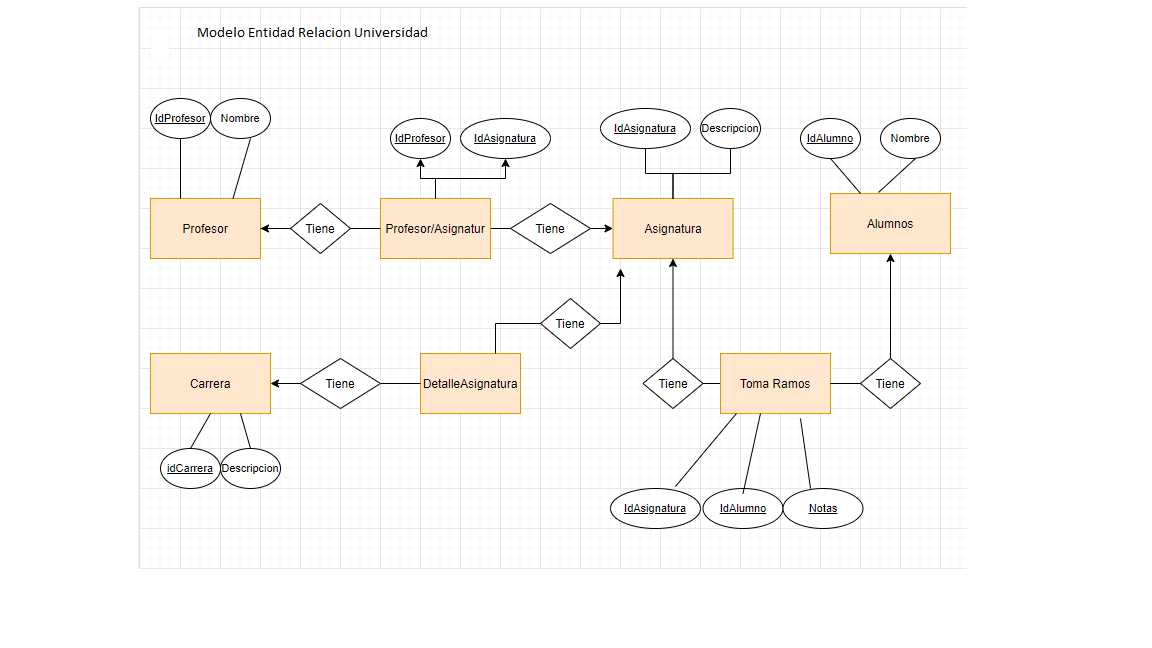 Modelo Entidad Relacion Universidad
IdProfesor
Nombre
IdProfesor
IdAsignatura
IdAsignatura
Descripcion
IdAlumno
Nombre
Profesor
Tiene
Profesor/Asignatur
Tiene
Asignatura
Alumnos
Tiene
Carrera
Tiene
DetalleAsignatura
Tiene
Toma Ramos
Tiene
idCarrera
Descripcion
IdAsignatura
IdAlumno
Notas